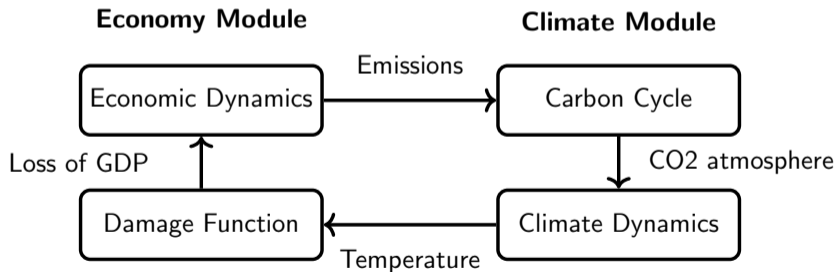 Economy Module
Climate Module
Emissions
Economic Dynamics
Carbon Cycle
Loss of GDP
CO2 atmosphere
Damage Function
Climate Dynamics
Temperature